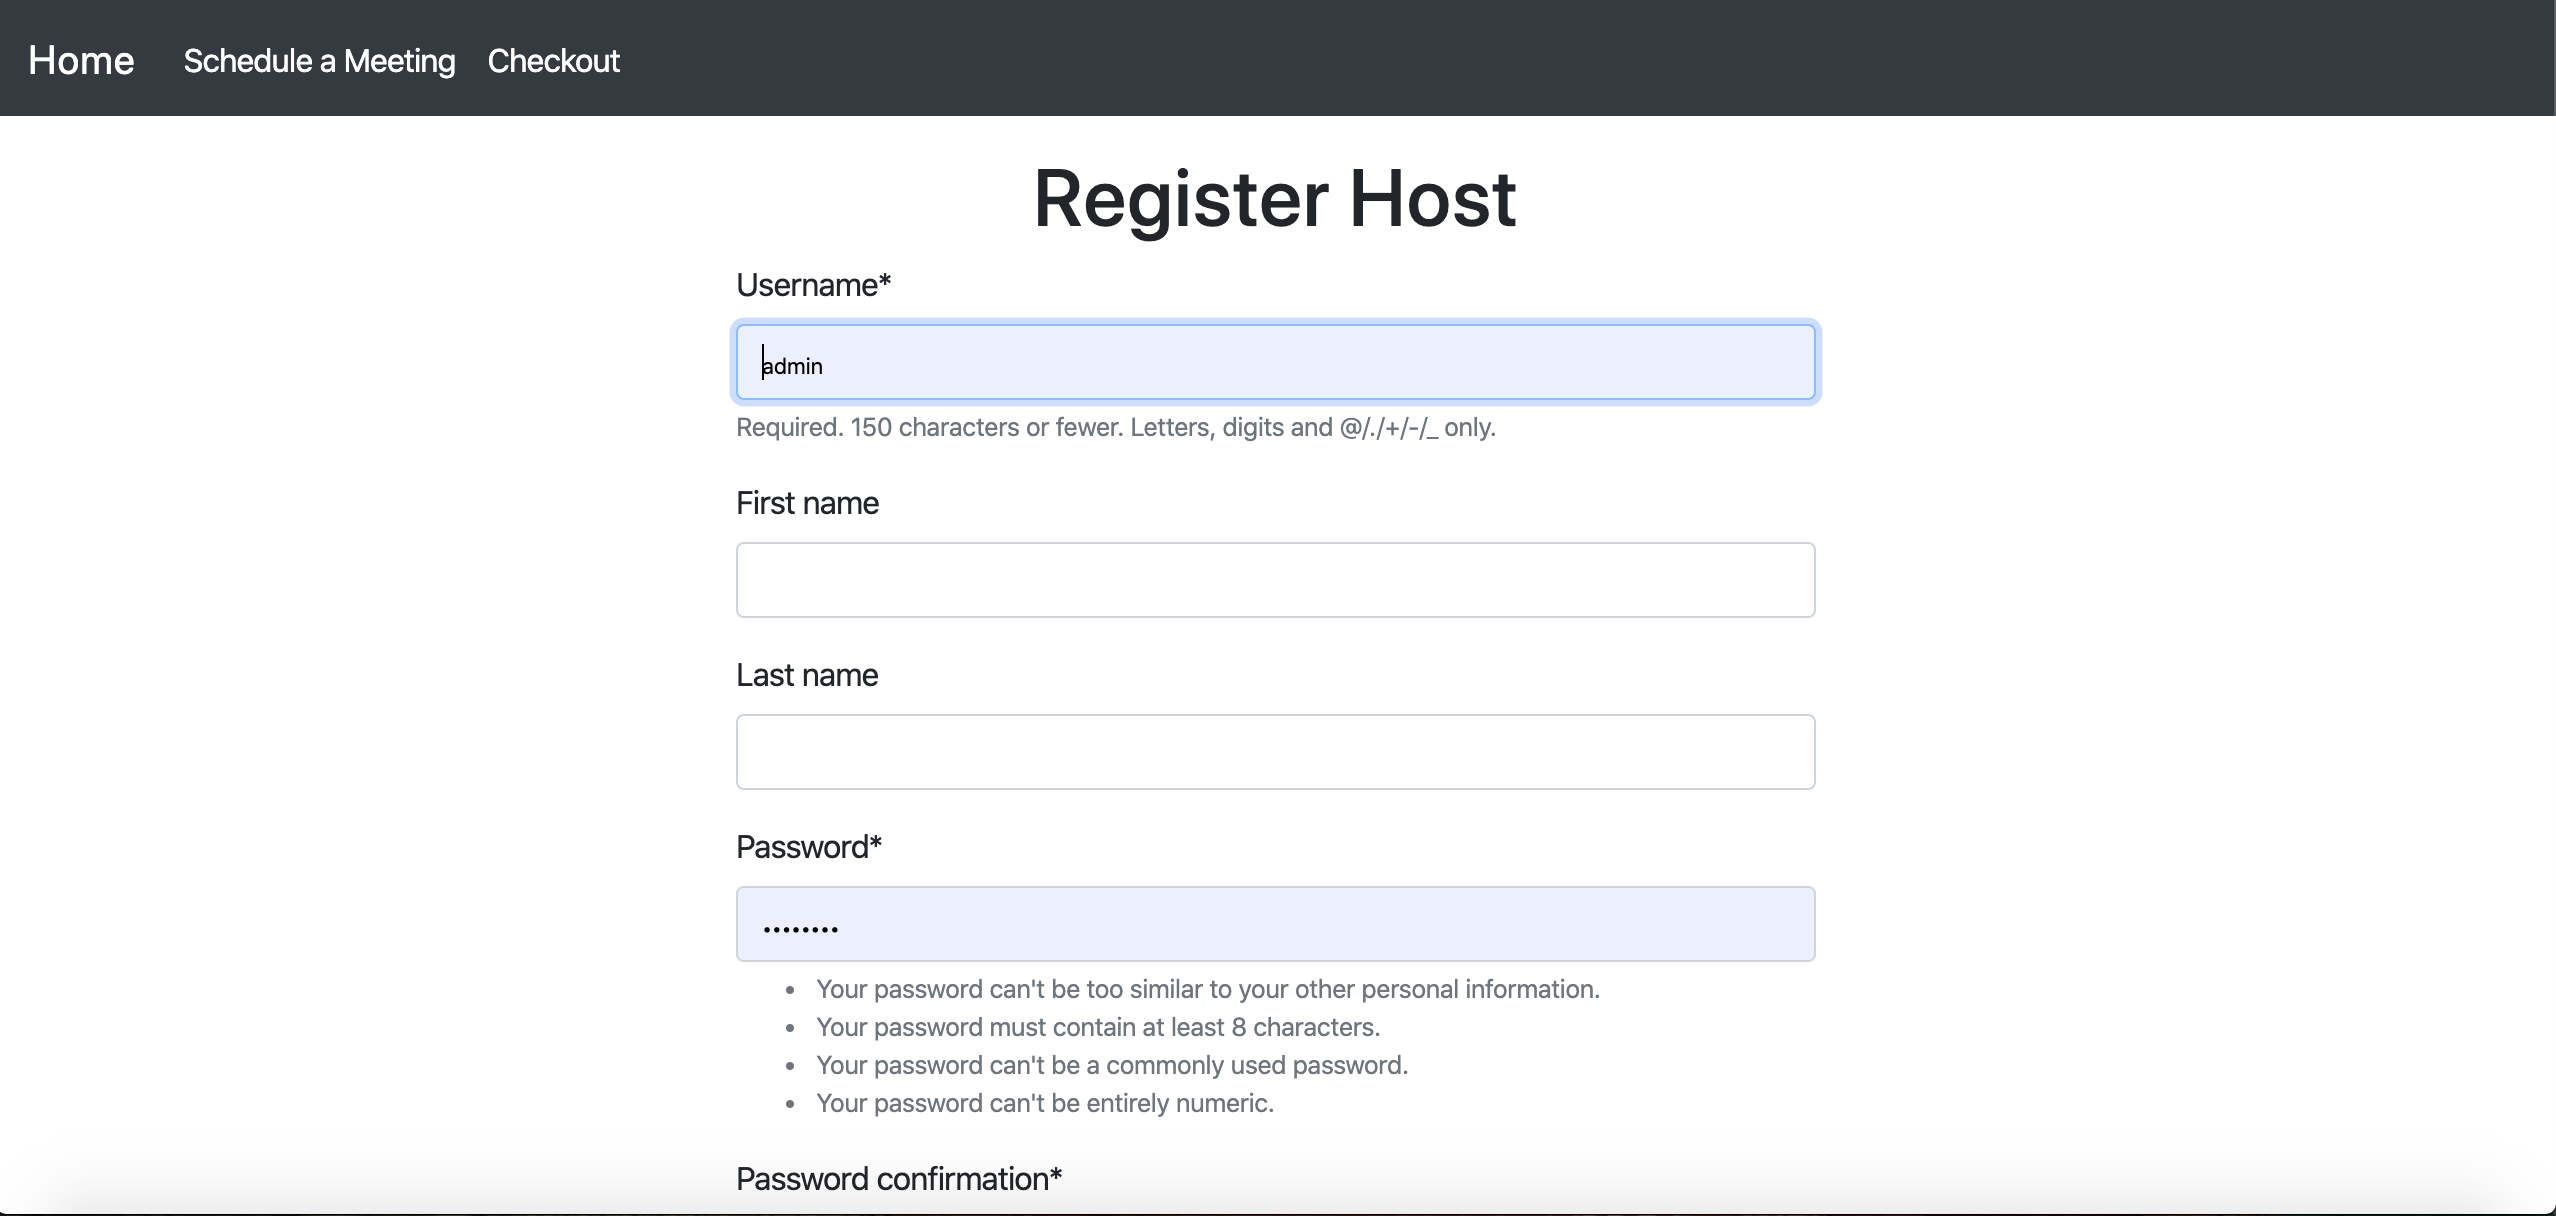 Home Schedule a Meeting Checkout
Register Host
Username*
admin
Required. 150 characters or fewer. Letters, digits and @/./+/-/_ only.
First name
Last name
Password*
••••••••
• Your password can't be too similar to your other personal information.
• Your password must contain at least 8 characters.
• Your password can't be a commonly used password.
• Your password can't be entirely numeric.
Password confirmation*